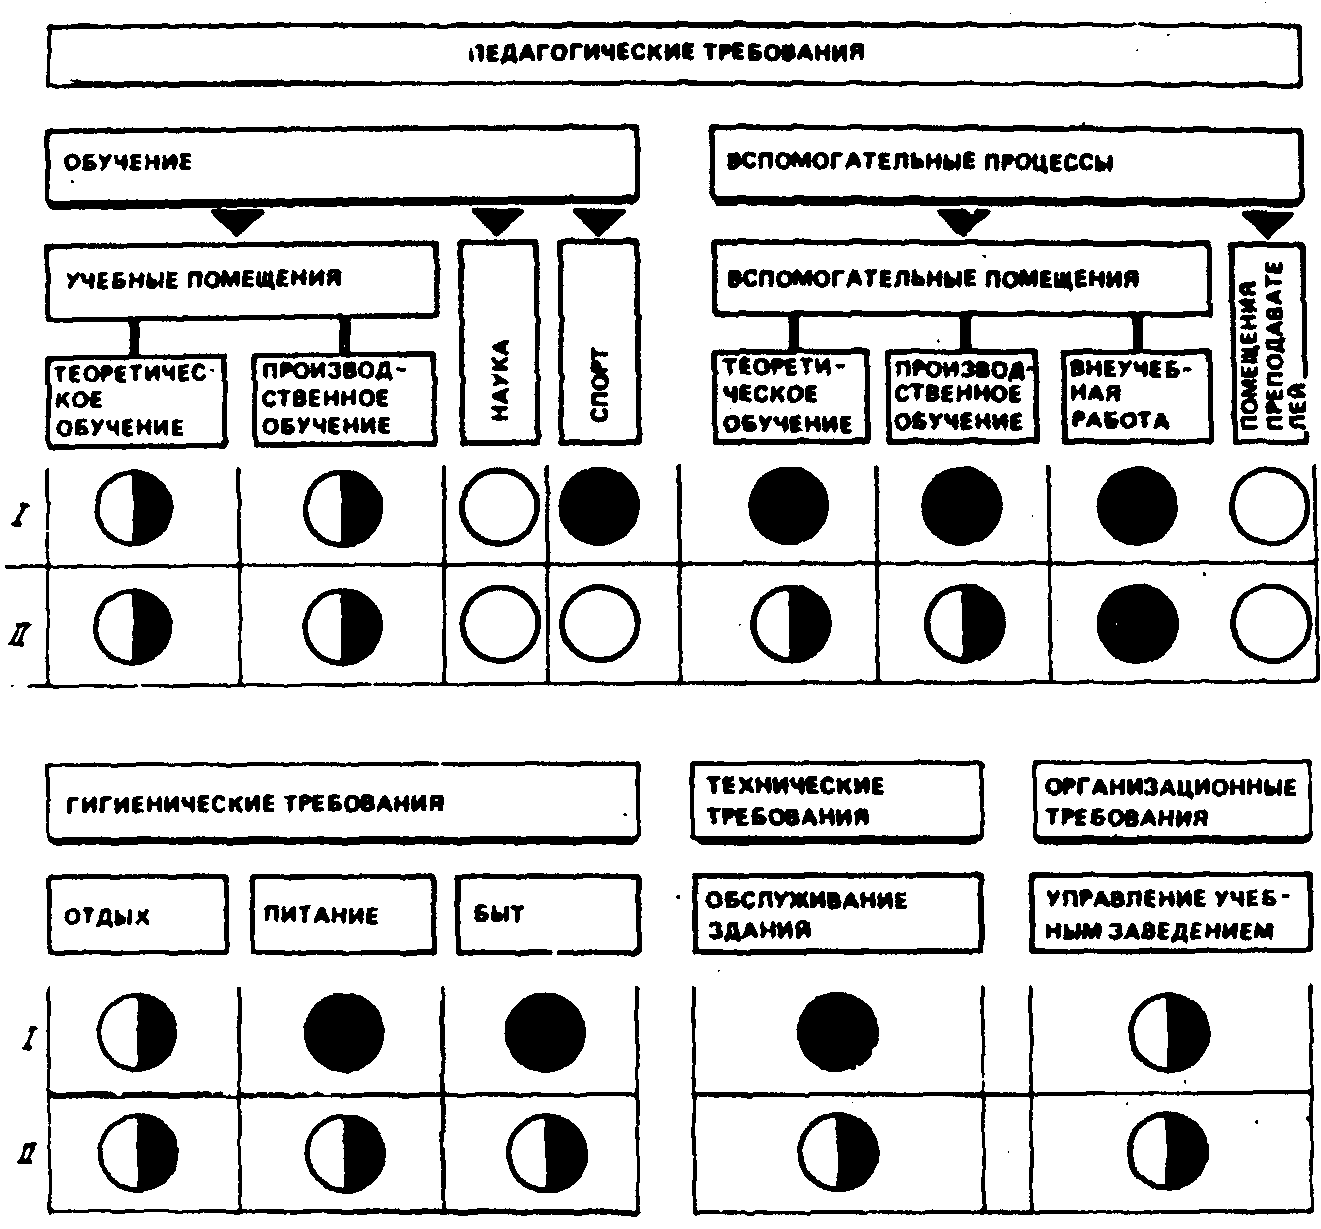 ПЕДАГОГИЧЕСКИЕ ТРЕБОВАНИЯ
ОБУЧЕНИЕ
ВСПОМОГАТЕЛЬНЫЕ ПРОЦЕССЫ
УЧЕБНЫЕ ПОМЕЩЕНИЯ
НАУКА
СПОРТ
ВСПОМОГАТЕЛЬНЫЕ ПОМЕЩЕНИЯ
ПОМЕЩЕНИЯ
ПРЕПОДАВАТЕ
ЛЕЙ
ТЕОРЕТИЧЕС-
КОЕ
ОБУЧЕНИЕ
ПРОИЗВОД-
СТВЕННОЕ
ОБУЧЕНИЕ
ТЕОРЕТИ-
ЧЕСКОЕ
ОБУЧЕНИЕ
ПРОИЗВОД-
СТВЕННОЕ
ОБУЧЕНИЕ
ВНЕУЧЕБ-
НАЯ
РАБОТА
I
II
ГИГИЕНИЧЕСКИЕ ТРЕБОВАНИЯ
ТЕХНИЧЕСКИЕ
ТРЕБОВАНИЯ
ОРГАНИЗАЦИОННЫЕ
ТРЕБОВАНИЯ
ОТДЫХ
ПИТАНИЕ
БЫТ
ОБСЛУЖИВАНИЕ
ЗДАНИЯ
УПРАВЛЕНИЕ УЧЕБ-
НЫМ ЗАВЕДЕНИЕМ
I
II